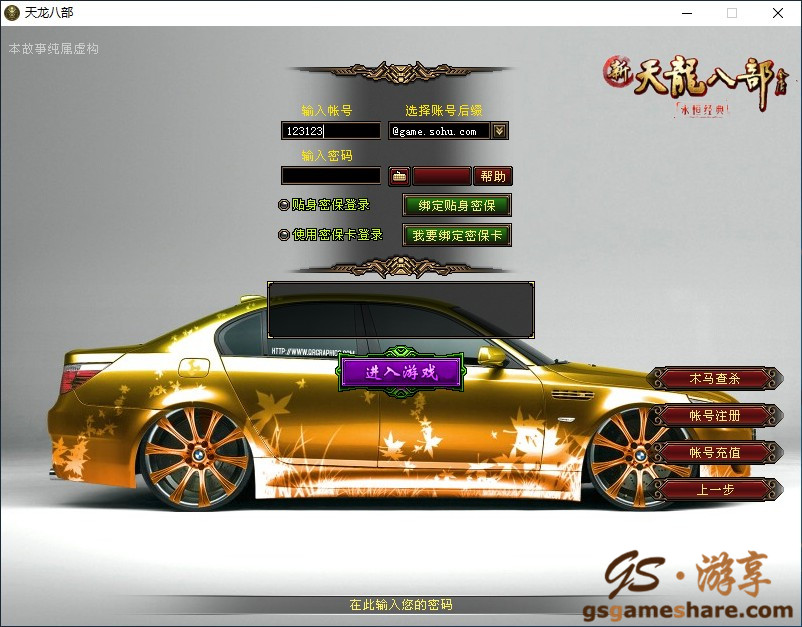 天龙八部
本故事纯属虚构
新天龍八部
永恒经典
输入帐号
选择账号后缀
123123
@game.sohu.com
输入密码
帮助
贴身密保登录
绑定贴身密保
使用密保卡登录
我要绑定密保卡
HTTP://WWW.GRGRAPHICS.COM
进入游戏
木马查杀
帐号注册
帐号充值
上一步
GS·游享
gsgameshare.com
在此输入您的密码